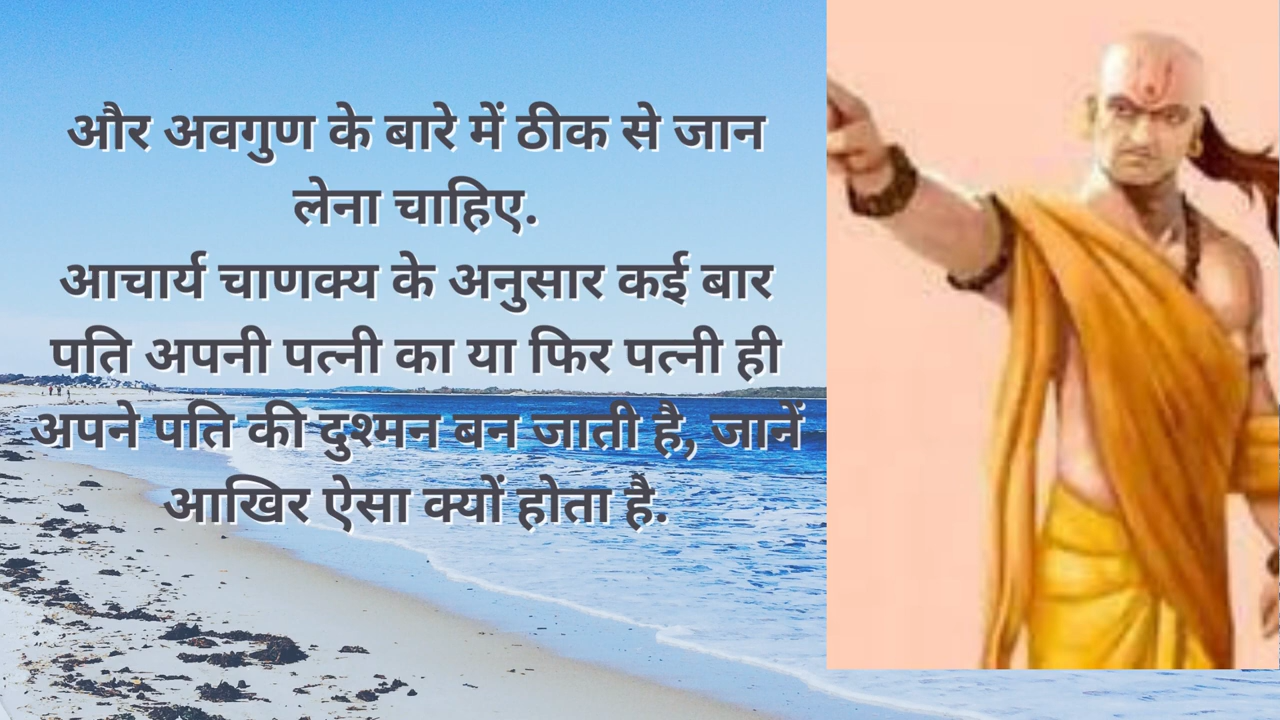 और अवगुण के बारे में ठीक से जान
लेना चाहिए.
आचार्य चाणक्य के अनुसार कई बार
पति अपनी पत्नी का या फिर पत्नी ही
अपने पति की दुश्मन बन जाती है, जानें
आखिर ऐसा क्यों होता है.